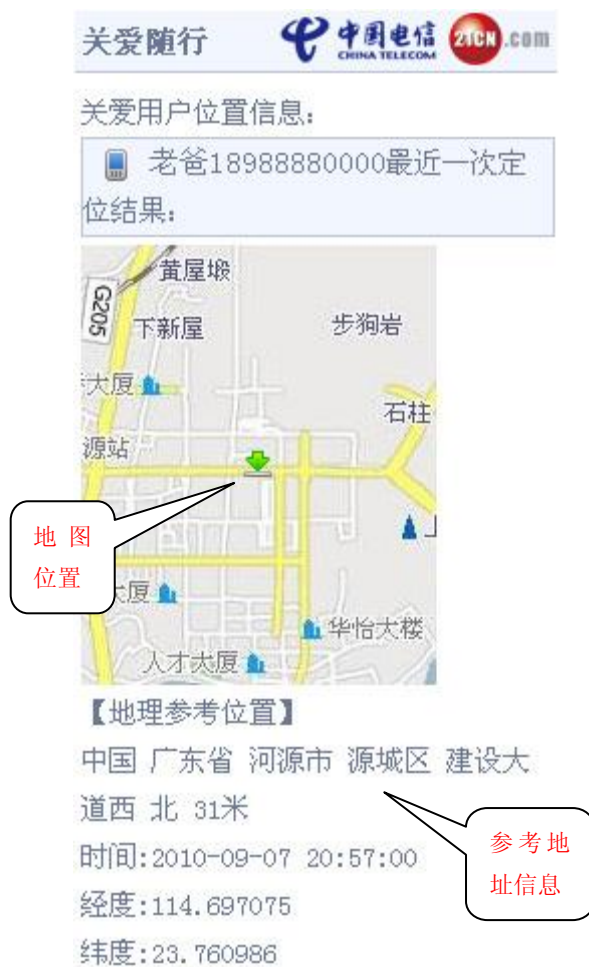 关爱随行
中国电信
CHINA TELECOM
21CN.com
关爱用户位置信息：
老爸18988880000最近一次定
位结果：
黄屋塅
G205
下新屋
步狗岩
大厦
石柱
源站
地图
位置
大厦
华怡大楼
人才大厦
【地理参考位置】
中国 广东省 河源市 源城区 建设大
道西 北 31米
时间:2010-09-07 20:57:00
参考地
址信息
经度:114.697075
纬度:23.760986